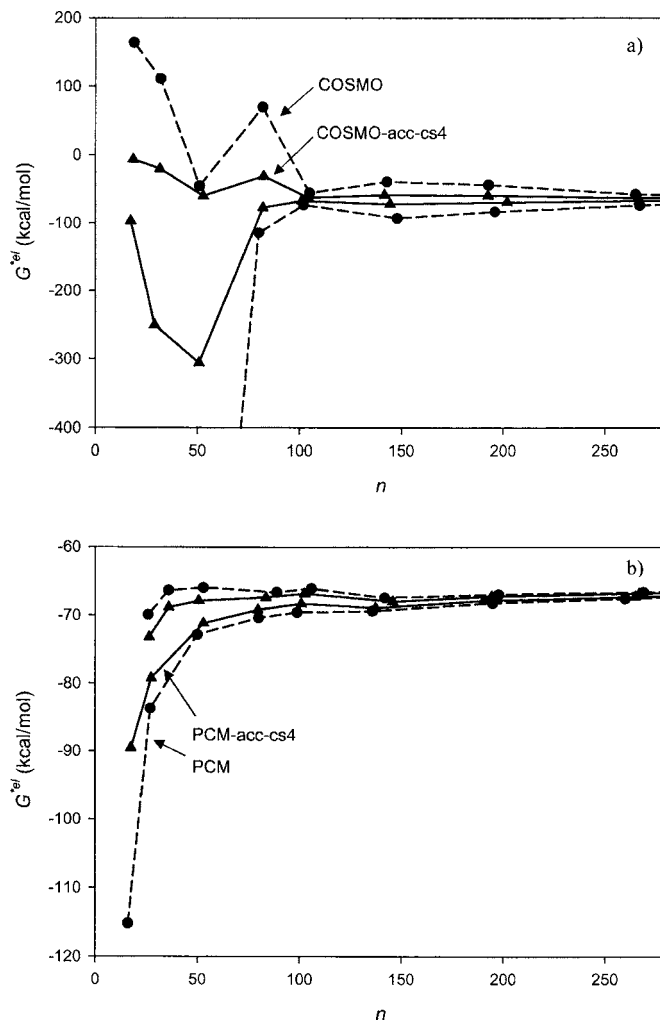 a)
200
100
0
-100
-200
-300
-400
G*el (kcal/mol)
COSMO
COSMO-acc-cs4
0 50 100 150 200 250
n
b)
-60
-70
-80
-90
-100
-110
-120
G*el (kcal/mol)
PCM-acc-cs4
PCM
0 50 100 150 200 250
n